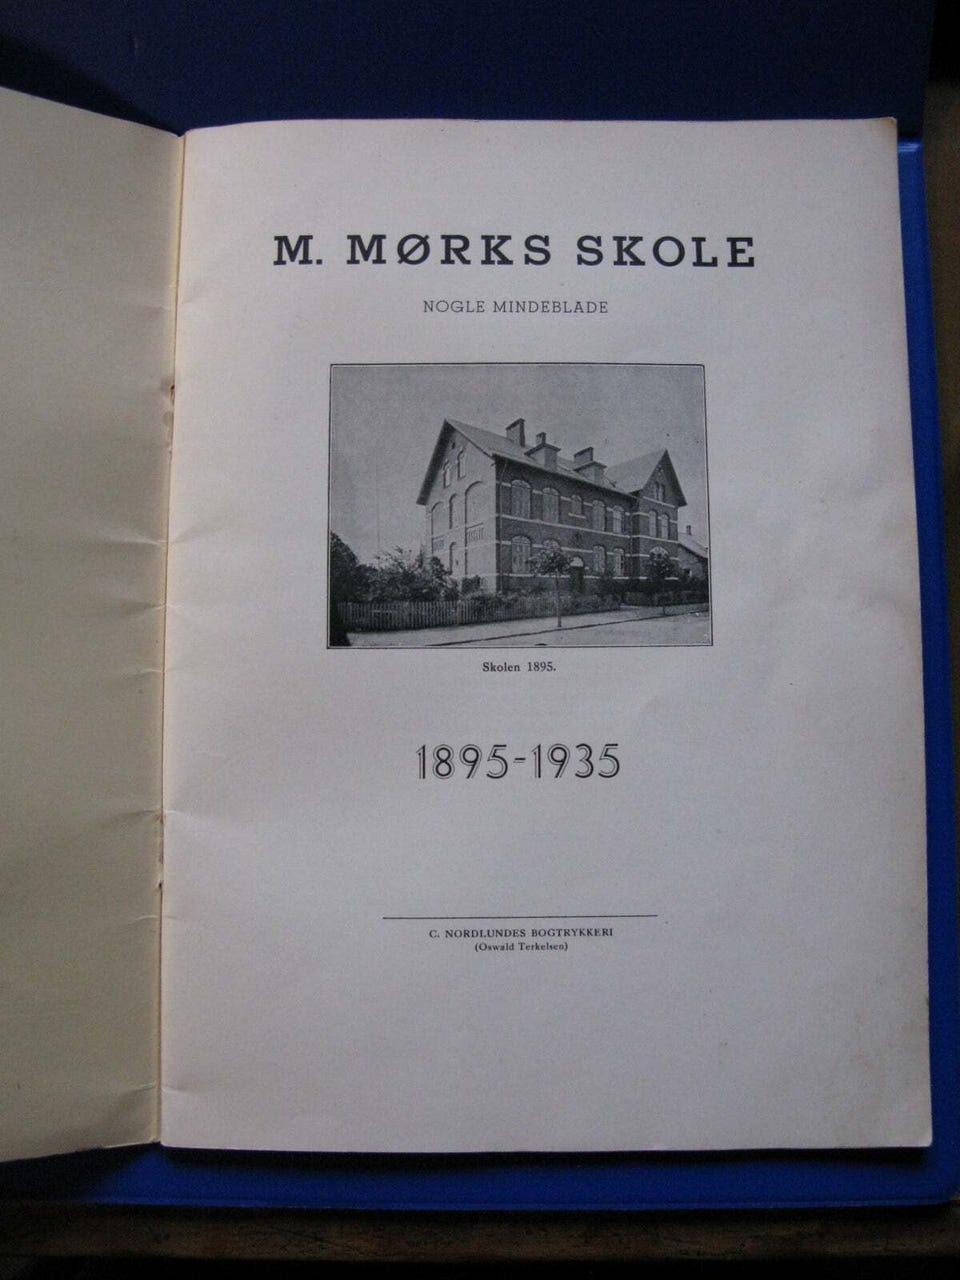 M. MØRKS SKOLE
NOGLE MINDEBLADE
Skolen 1895.
1895-1935
C. NORDLUNDES BOGTRYKKERI
(Oswald Terkelsen)